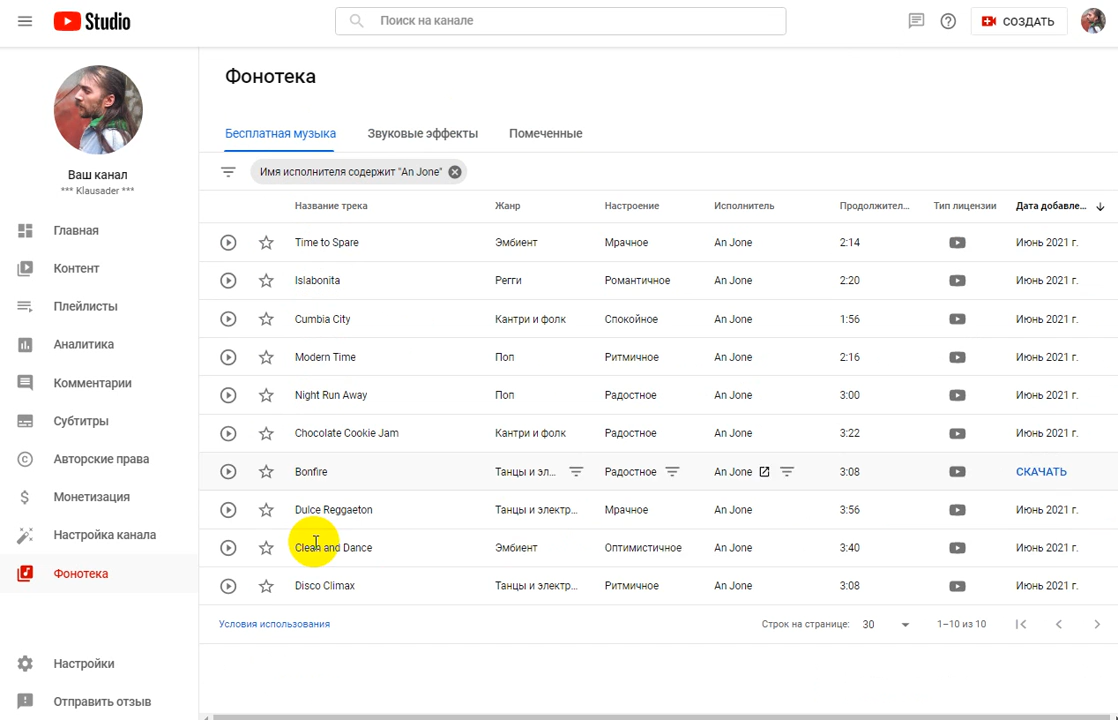 Studio
Поиск на канале
СОЗДАТЬ
Ваш канал
*** Klausader ***
Главная
Контент
Плейлисты
Аналитика
Комментарии
Субтитры
Авторские права
Монетизация
Настройка канала
Фонотека
Настройки
Отправить отзыв
Фонотека
Бесплатная музыка Звуковые эффекты Помеченные
Имя исполнителя содержит "An Jone"
Название трека Жанр Настроение Исполнитель Продолжител... Тип лицензии Дата добавле...
Time to Spare Эмбиент Мрачное An Jone 2:14 Июнь 2021 г.
Islabonita Регги Романтичное An Jone 2:20 Июнь 2021 г.
Cumbia City Кантри и фолк Спокойное An Jone 1:56 Июнь 2021 г.
Modern Time Поп Ритмичное An Jone 2:16 Июнь 2021 г.
Night Run Away Поп Радостное An Jone 3:00 Июнь 2021 г.
Chocolate Cookie Jam Кантри и фолк Радостное An Jone 3:22 Июнь 2021 г.
Bonfire Танцы и эл... Радостное An Jone 3:08 СКАЧАТЬ
Dulce Reggaeton Танцы и электр... Мрачное An Jone 3:56 Июнь 2021 г.
Clean and Dance Эмбиент Оптимистичное An Jone 3:40 Июнь 2021 г.
Disco Climax Танцы и электр... Ритмичное An Jone 3:08 Июнь 2021 г.
Условия использования Строк на странице: 30 1–10 из 10